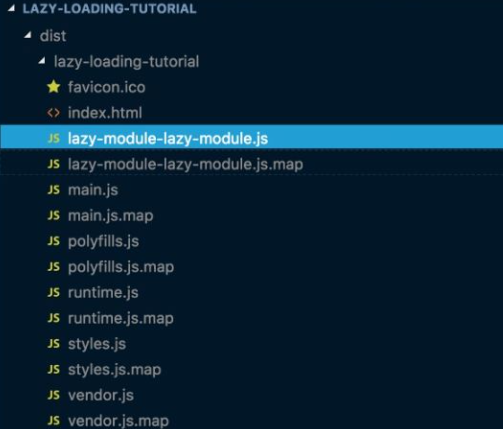 LAZY-LOADING-TUTORIAL
dist
lazy-loading-tutorial
favicon.ico
<> index.html
JS lazy-module-lazy-module.js
JS lazy-module-lazy-module.js.map
JS main.js
JS main.js.map
JS polyfills.js
JS polyfills.js.map
JS runtime.js
JS runtime.js.map
JS styles.js
JS styles.js.map
JS vendor.js
JS vendor.js.map